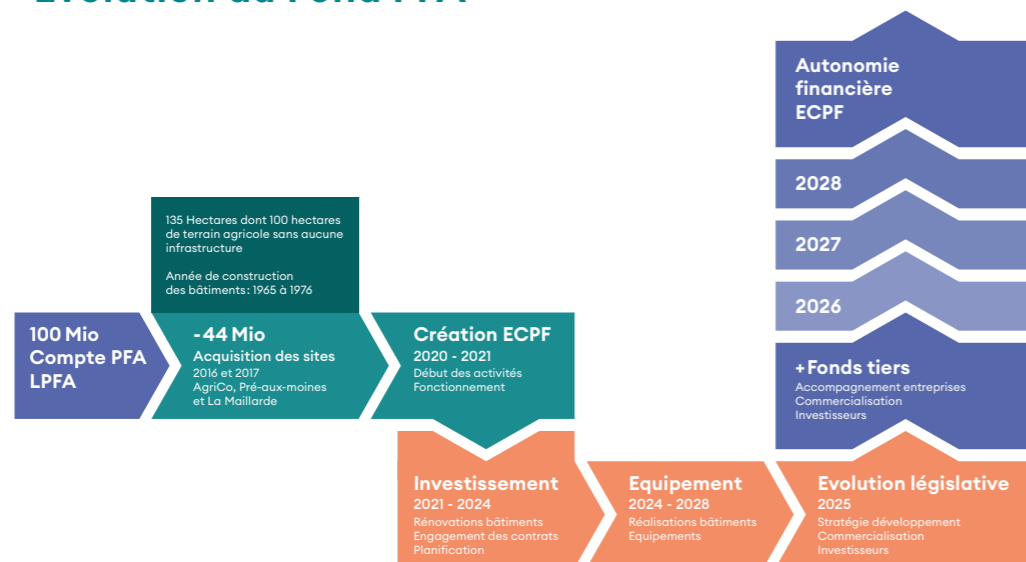 Evolution du Fond PFA
100 Mio
Compte PFA
LPFA
135 Hectares dont 100 hectares
de terrain agricole sans aucune
infrastructure
Année de construction
des bâtiments: 1965 à 1976
-44 Mio
Acquisition des sites
2016 et 2017
AgriCo, Pré-aux-moines
et La Maillarde
Création ECPF
2020 - 2021
Début des activités
Fonctionnement
Investissement
2021 - 2024
Rénovations bâtiments
Engagement des contrats
Planification
Equipement
2024 - 2028
Réalisations bâtiments
Equipements
Evolution législative
2025
Stratégie développement
Commercialisation
Investisseurs
+Fonds tiers
Accompagnement entreprises
Commercialisation
Investisseurs
2026
2027
2028
Autonomie
financière
ECPF